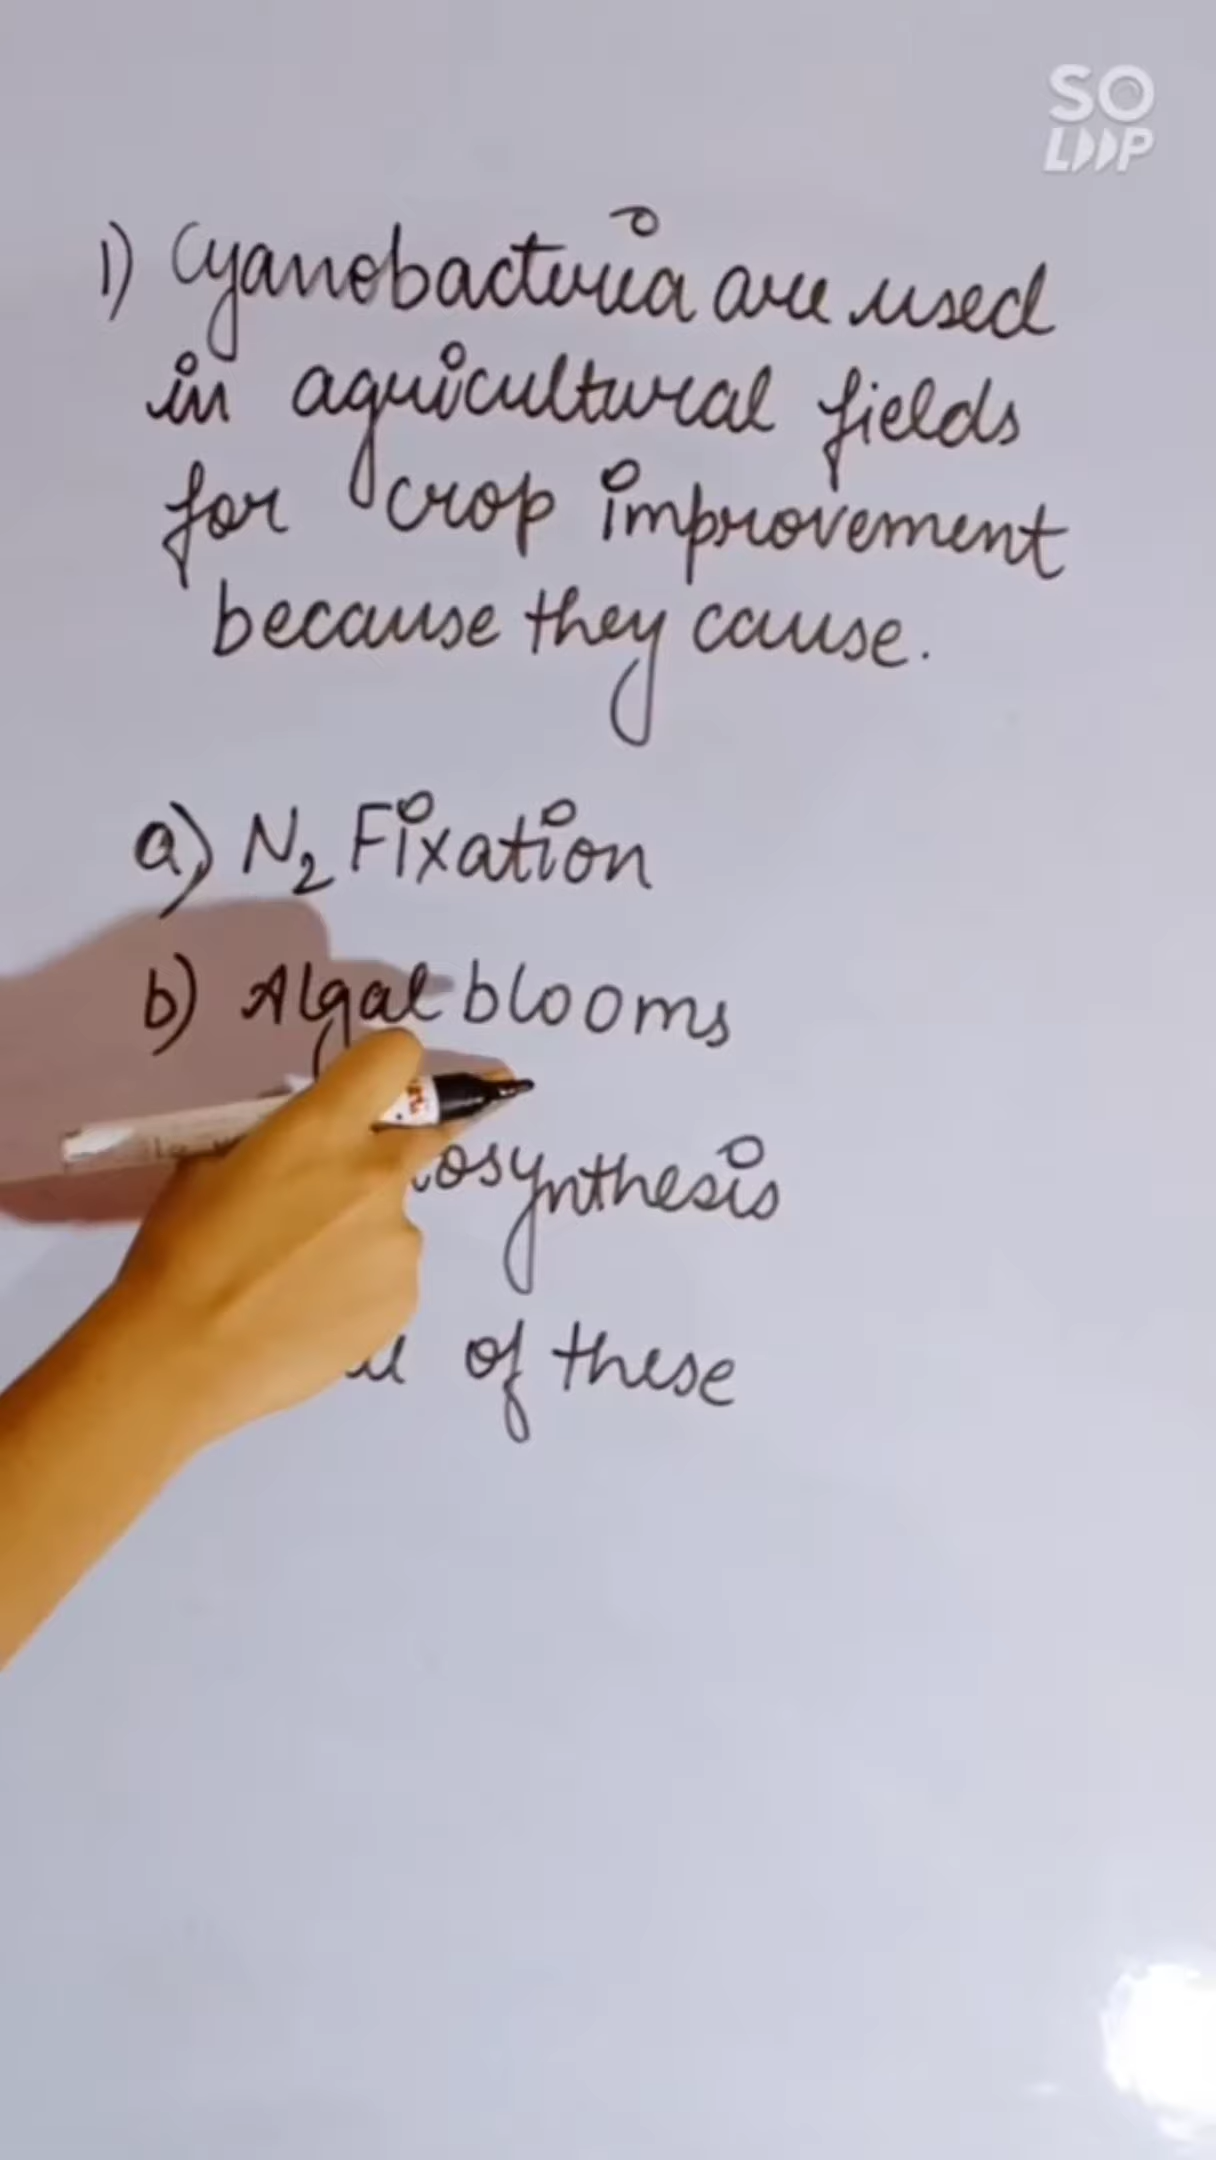 SO
LOOP
1) Cyanobacteria are used
in agricultural fields
for crop improvement
because they cause.
a) N₂ Fixation
b) Algal blooms
osynthesis
of these